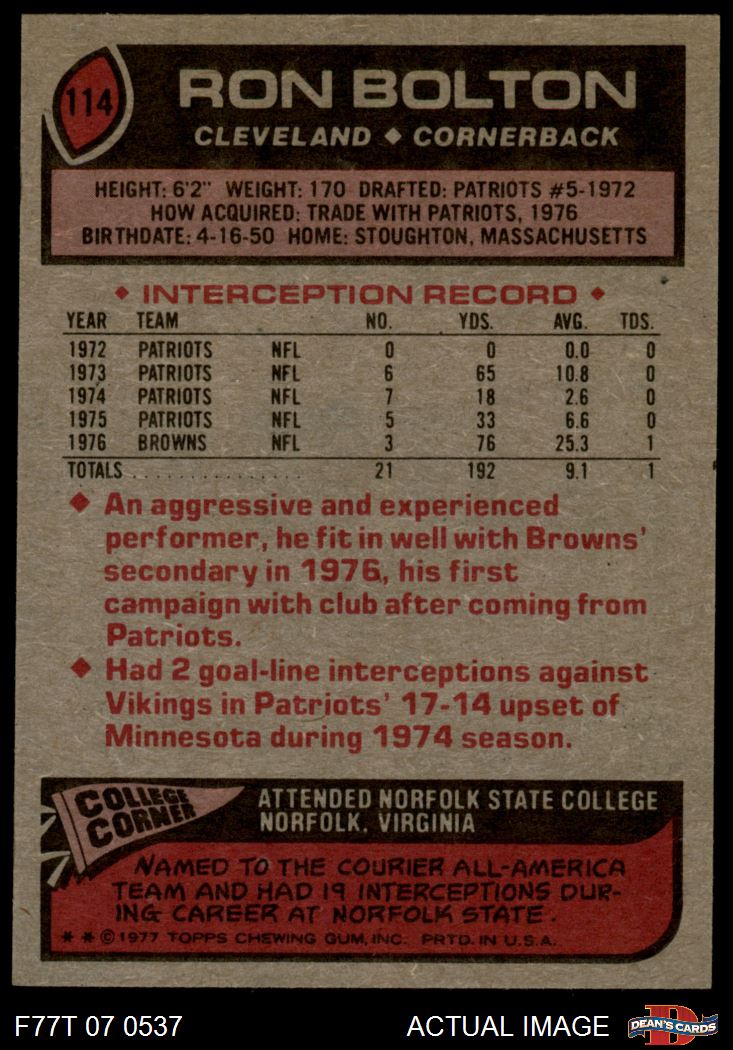 114
RON BOLTON
CLEVELAND ◆ CORNERBACK
HEIGHT: 6'2" WEIGHT: 170 DRAFTED: PATRIOTS #5-1972
HOW ACQUIRED: TRADE WITH PATRIOTS, 1976
BIRTHDATE: 4-16-50 HOME: STOUGHTON, MASSACHUSETTS
◆ INTERCEPTION RECORD ◆
YEAR TEAM NO. YDS. AVG. TDS.
1972 PATRIOTS NFL 0 0 0.0 0
1973 PATRIOTS NFL 6 65 10.8 0
1974 PATRIOTS NFL 7 18 2.6 0
1975 PATRIOTS NFL 5 33 6.6 0
1976 BROWNS NFL 3 76 25.3 1
TOTALS . . . . . . . . . . . . . . 21 192 9.1 1
◆ An aggressive and experienced
performer, he fit in well with Browns'
secondary in 1976, his first
campaign with club after coming from
Patriots.
◆ Had 2 goal-line interceptions against
Vikings in Patriots' 17-14 upset of
Minnesota during 1974 season.
COLLEGE
CORNER
ATTENDED NORFOLK STATE COLLEGE
NORFOLK, VIRGINIA
NAMED TO THE COURIER ALL-AMERICA
TEAM AND HAD 19 INTERCEPTIONS DUR-
ING CAREER AT NORFOLK STATE.
* * © 1977 TOPPS CHEWING GUM, INC. PRTD. IN U.S.A.
F77T 07 0537
ACTUAL IMAGE
D
DEAN'S CARDS